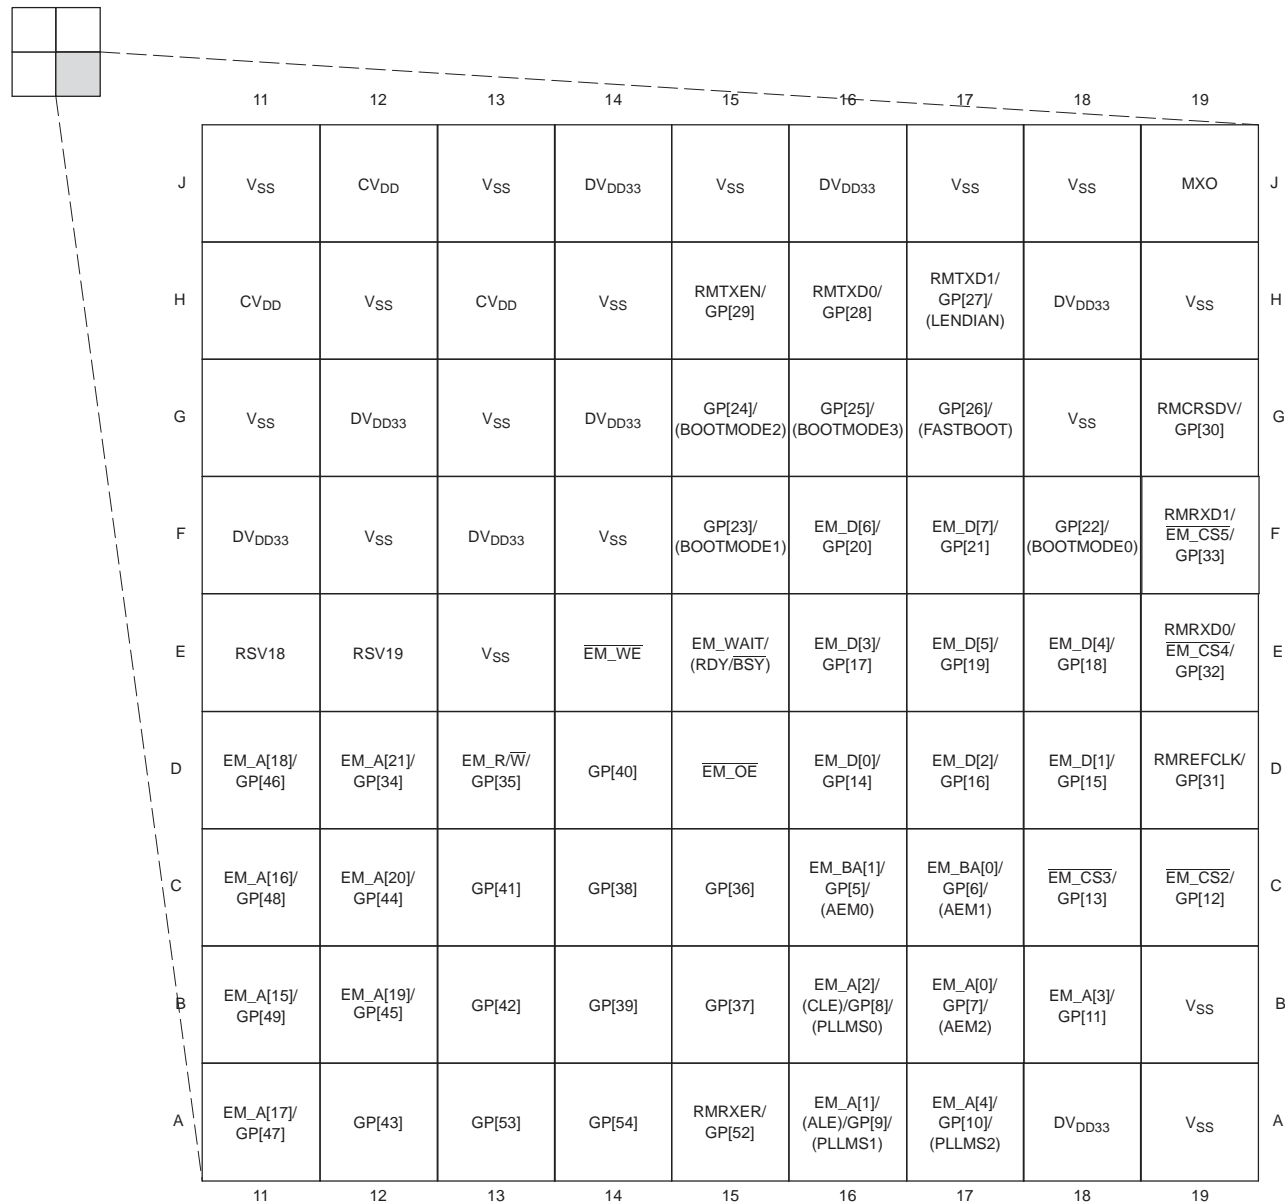 11 12 13 14 15 16 17 18 19
J VSS CVDD VSS DVDD33 VSS DVDD33 VSS VSS MXO J
H CVDD VSS CVDD VSS RMTXEN/ GP[29] RMTXD0/ GP[28] RMTXD1/ GP[27]/ (LENDIAN) DVDD33 VSS H
G VSS DVDD33 VSS DVDD33 GP[24]/ (BOOTMODE2) GP[25]/ (BOOTMODE3) GP[26]/ (FASTBOOT) VSS RMCRSDV/ GP[30] G
F DVDD33 VSS DVDD33 VSS GP[23]/ (BOOTMODE1) EM_D[6]/ GP[20] EM_D[7]/ GP[21] GP[22]/ (BOOTMODE0) RMRXD1/ EM_CS5/ GP[33] F
E RSV18 RSV19 VSS EM_WE EM_WAIT/ (RDY/BSY) EM_D[3]/ GP[17] EM_D[5]/ GP[19] EM_D[4]/ GP[18] RMRXD0/ EM_CS4/ GP[32] E
D EM_A[18]/ GP[46] EM_A[21]/ GP[34] EM_R/W/ GP[35] GP[40] EM_OE EM_D[0]/ GP[14] EM_D[2]/ GP[16] EM_D[1]/ GP[15] RMREFCLK/ GP[31] D
C EM_A[16]/ GP[48] EM_A[20]/ GP[44] GP[41] GP[38] GP[36] EM_BA[1]/ GP[5]/ (AEM0) EM_BA[0]/ GP[6]/ (AEM1) EM_CS3/ GP[13] EM_CS2/ GP[12] C
B EM_A[15]/ GP[49] EM_A[19]/ GP[45] GP[42] GP[39] GP[37] EM_A[2]/ (CLE)/GP[8]/ (PLLMS0) EM_A[0]/ GP[7]/ (AEM2) EM_A[3]/ GP[11] VSS B
A EM_A[17]/ GP[47] GP[43] GP[53] GP[54] RMRXER/ GP[52] EM_A[1]/ (ALE)/GP[9]/ (PLLMS1) EM_A[4]/ GP[10]/ (PLLMS2) DVDD33 VSS A
11 12 13 14 15 16 17 18 19